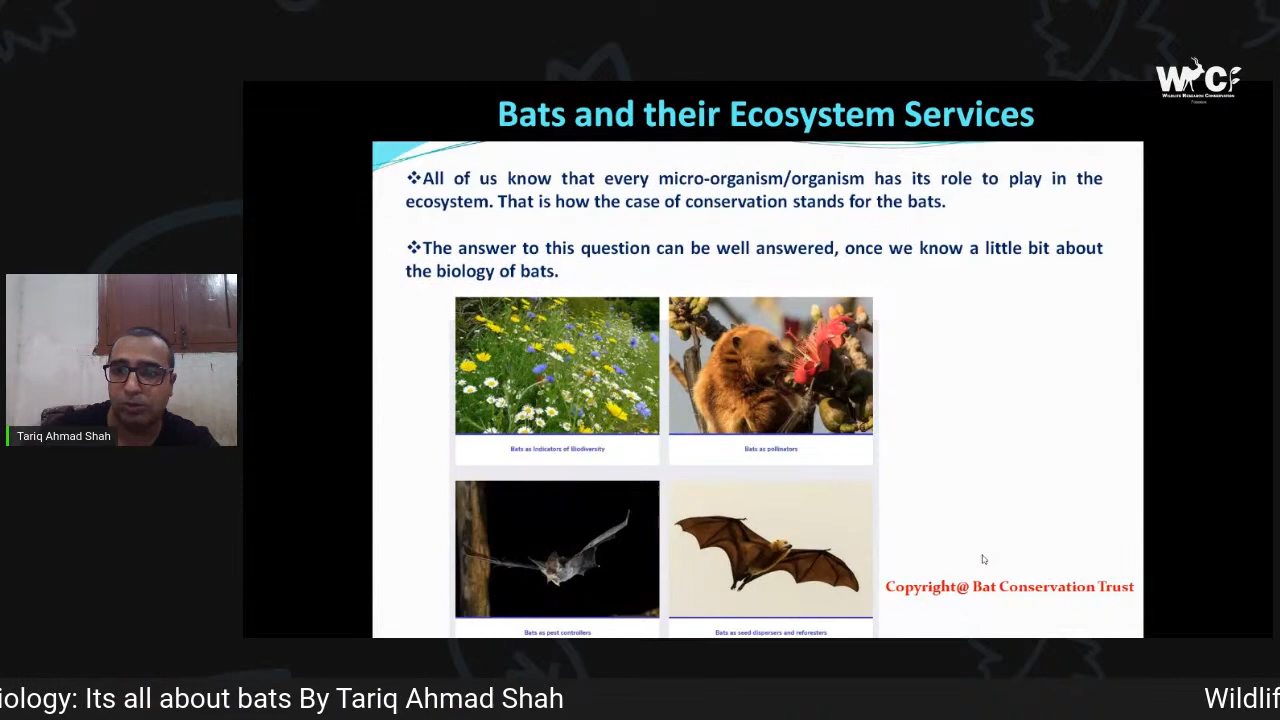 W CF
WILDLIFE RESEARCH CONSERVATION
Bats and their Ecosystem Services
❖All of us know that every micro-organism/organism has its role to play in the
ecosystem. That is how the case of conservation stands for the bats.
❖The answer to this question can be well answered, once we know a little bit about
the biology of bats.
Bats as Indicators of Biodiversity
Bats as pollinators
Tariq Ahmad Shah
Copyright@ Bat Conservation Trust
Bats as pest controllers
Bats as seed dispersers and reforesters
iology: Its all about bats By Tariq Ahmad Shah
Wildlif